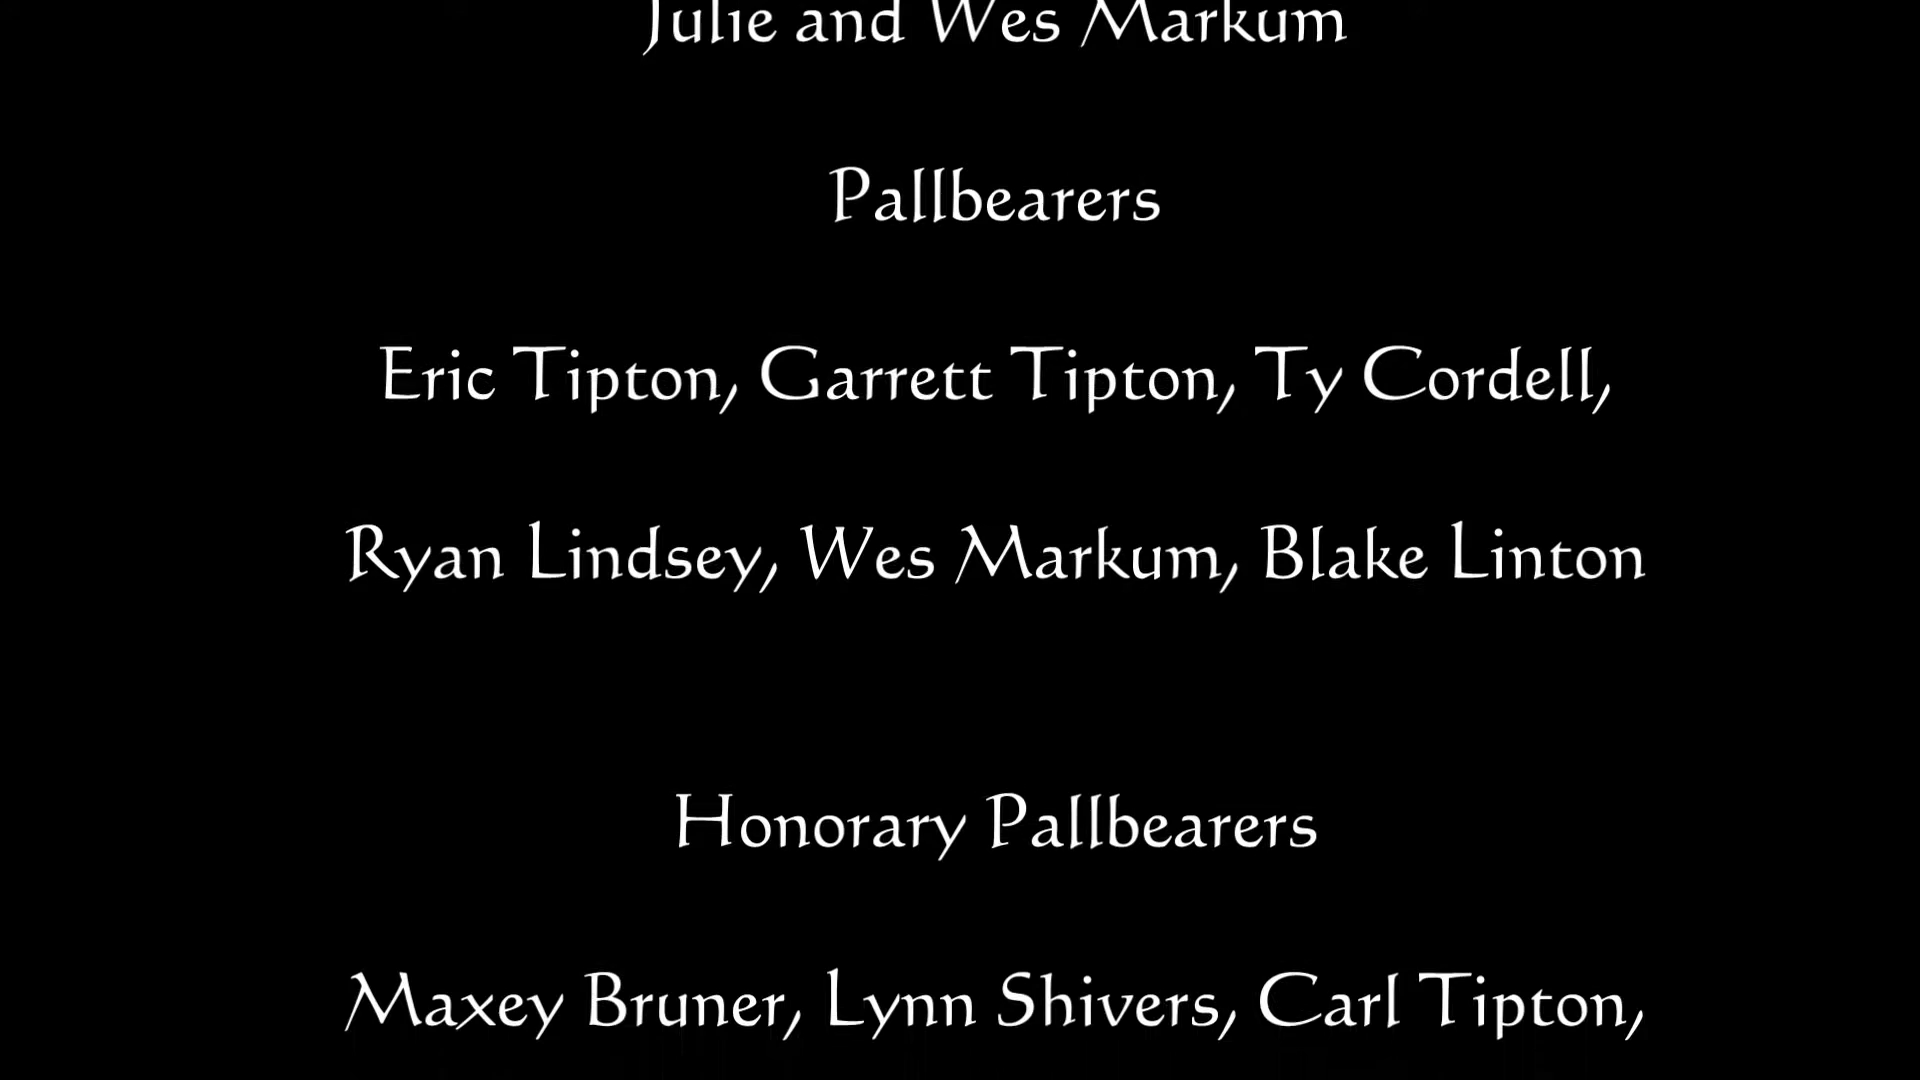 Julie and Wes Markum
Pallbearers
Eric Tipton, Garrett Tipton, Ty Cordell,
Ryan Lindsey, Wes Markum, Blake Linton
Honorary Pallbearers
Maxey Bruner, Lynn Shivers, Carl Tipton,